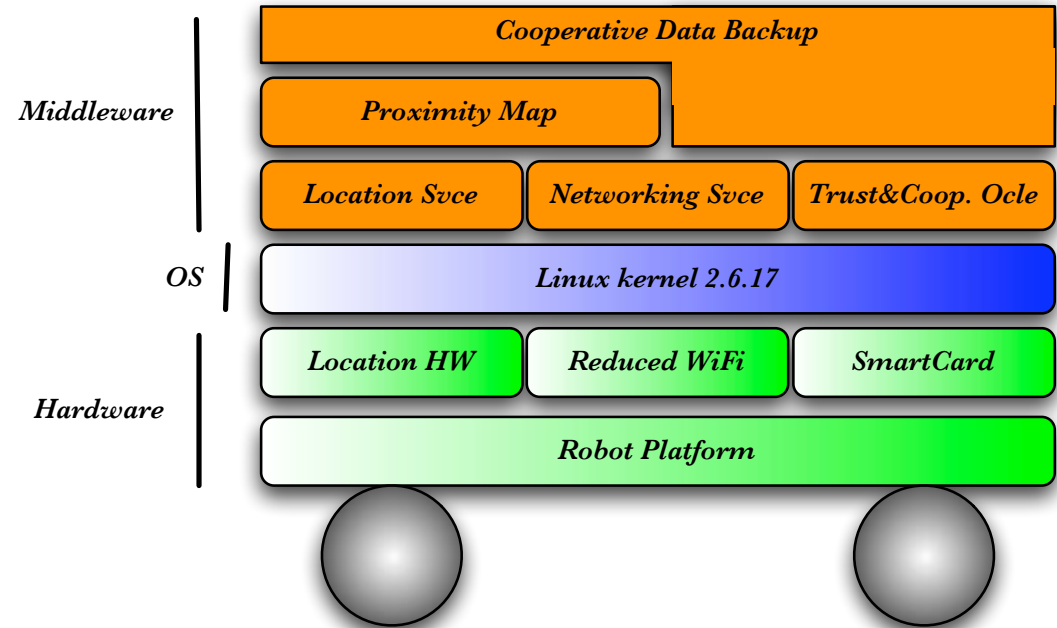 Cooperative Data Backup
Middleware
Proximity Map
Location Svce
Networking Svce
Trust&Coop. Ocle
OS
Linux kernel 2.6.17
Location HW
Reduced WiFi
SmartCard
Hardware
Robot Platform